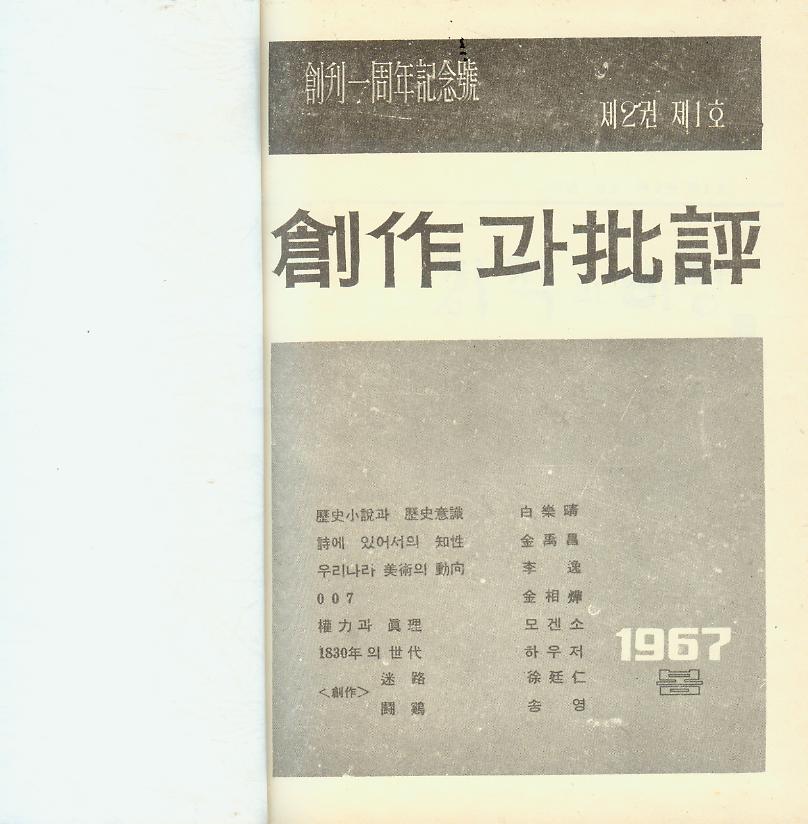 創刊一周年記念號
제2권 제1호
創作과批評
歷史小說과 歷史意識 白樂晴
詩에 있어서의 知性 金禹昌
우리나라 美術의 動向 李逸
007 金相燁
權力과 眞理 모겐소
1830年의 世代 하우저
<創作> 迷路 徐廷仁
鬪鷄 송영
1967
봄